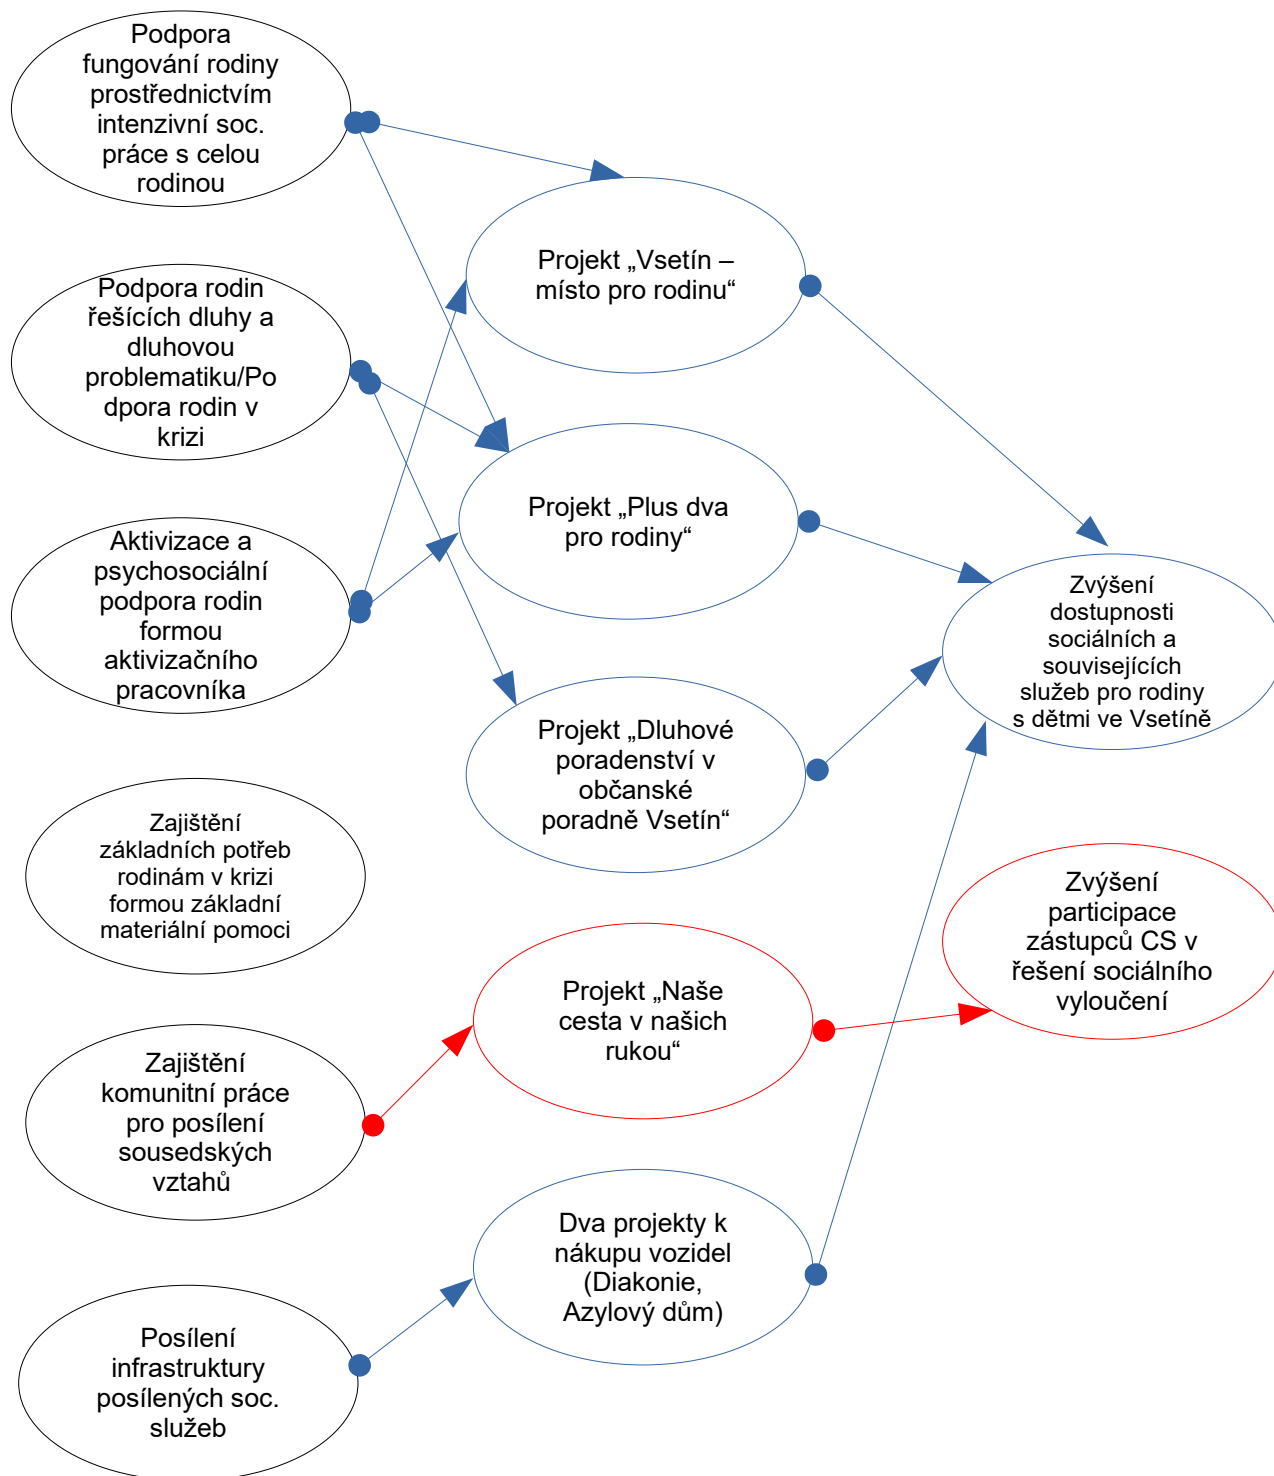 Podpora
fungování rodiny
prostřednictvím
intenzivní soc.
práce s celou
rodinou
Podpora rodin
řešících dluhy a
dluhovou
problematiku/Po
dpora rodin v
krizi
Aktivizace a
psychosociální
podpora rodin
formou
aktivizačního
pracovníka
Zajištění
základních potřeb
rodinám v krizi
formou základní
materiální pomoci
Zajištění
komunitní práce
pro posílení
sousedských
vztahů
Posílení
infrastruktury
posílených soc.
služeb
Projekt „Vsetín –
místo pro rodinu“
Projekt „Plus dva
pro rodiny“
Projekt „Dluhové
poradenství v
občanské
poradně Vsetín“
Projekt „Naše
cesta v našich
rukou“
Dva projekty k
nákupu vozidel
(Diakonie,
Azylový dům)
Zvýšení
dostupnosti
sociálních a
souvisejících
služeb pro rodiny
s dětmi ve Vsetíně
Zvýšení
participace
zástupců CS v
řešení sociálního
vyloučení